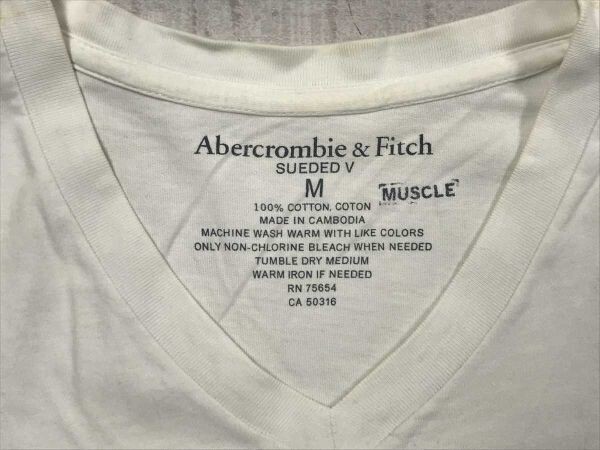 Abercrombie & Fitch
SUEDED V
M
MUSCLE
100% COTTON, COTON
MADE IN CAMBODIA
MACHINE WASH WARM WITH LIKE COLORS
ONLY NON-CHLORINE BLEACH WHEN NEEDED
TUMBLE DRY MEDIUM
WARM IRON IF NEEDED
RN 75654
CA 50316